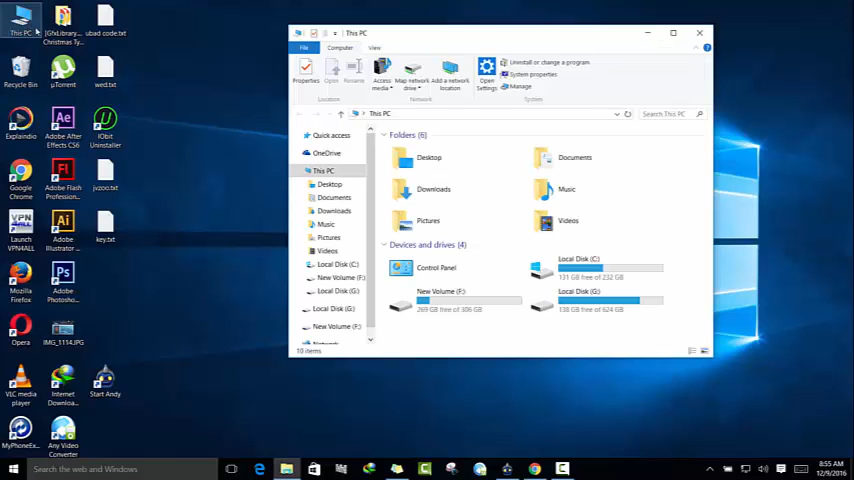 This PC
[GfxLibrary...
Christmas Ty...
ubad code.txt
Recycle Bin
µTorrent
wed.txt
Explaindio
Adobe After
Effects CS6
IObit
Uninstaller
Google
Chrome
Adobe Flash
Profession...
jvzoo.txt
Launch
VPN4ALL
Adobe
Illustrator ...
key.txt
Mozilla
Firefox
Adobe
Photosho...
Opera
IMG_1114.JPG
VLC media
player
Internet
Downloa...
Start Andy
MyPhoneEx...
Any Video
Converter
This PC
File
Computer
View
Properties
Open
Rename
Access
media
Map network
drive
Add a network
location
Open
Settings
Uninstall or change a program
System properties
Manage
Location
Network
System
This PC
Search This PC
Quick access
OneDrive
This PC
Desktop
Documents
Downloads
Music
Pictures
Videos
Local Disk (C:)
New Volume (F:)
Local Disk (G:)
Local Disk (G:)
New Volume (F:)
Folders (6)
Desktop
Documents
Downloads
Music
Pictures
Videos
Devices and drives (4)
Control Panel
Local Disk (C:)
131 GB free of 232 GB
New Volume (F:)
269 GB free of 306 GB
Local Disk (G:)
138 GB free of 624 GB
10 items
Search the web and Windows
8:55 AM
12/9/2016